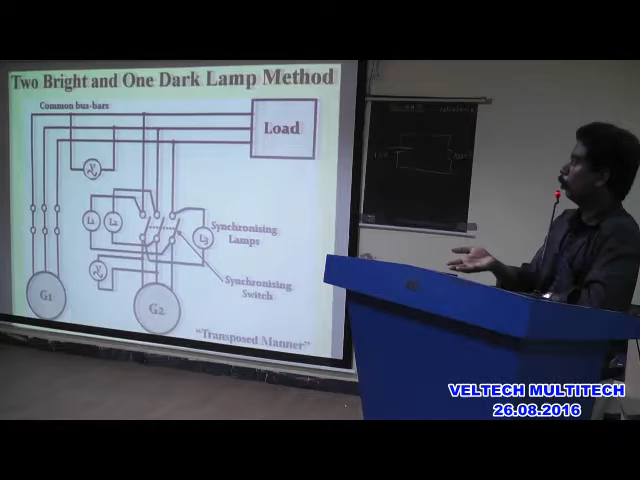 Two Bright and One Dark Lamp Method
Common bus-bars
Load
V
L1
L2
L3
Synchronising
Lamps
V
Synchronising
Switch
G1
G2
"Transposed Manner"
VELTECH MULTITECH
26.08.2016